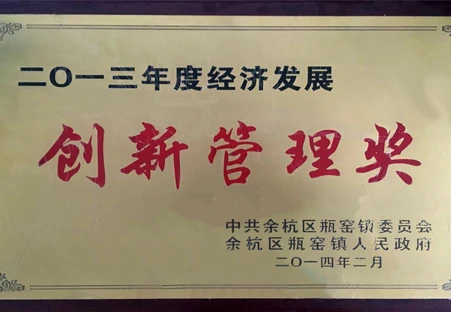 二〇一三年度经济发展
创新管理奖
中共余杭区瓶窑镇委员会
余杭区瓶窑镇人民政府
二〇一四年二月